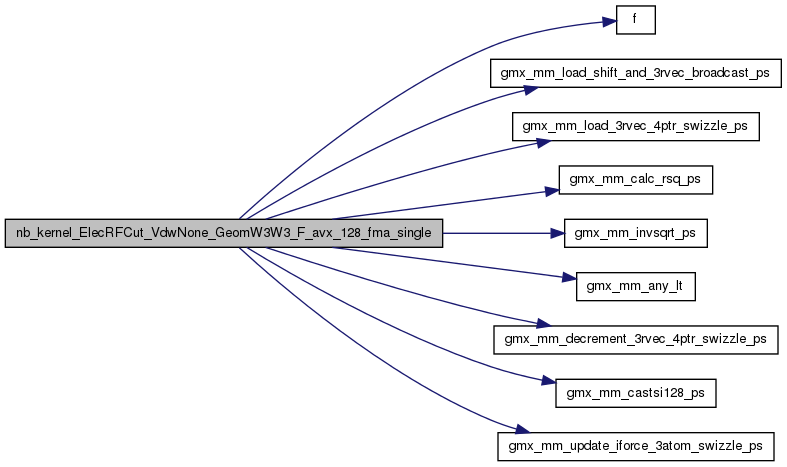 f
gmx_mm_load_shift_and_3rvec_broadcast_ps
gmx_mm_load_3rvec_4ptr_swizzle_ps
gmx_mm_calc_rsq_ps
nb_kernel_ElecRFCut_VdwNone_GeomW3W3_F_avx_128_fma_single
gmx_mm_invsqrt_ps
gmx_mm_any_lt
gmx_mm_decrement_3rvec_4ptr_swizzle_ps
gmx_mm_castsi128_ps
gmx_mm_update_iforce_3atom_swizzle_ps